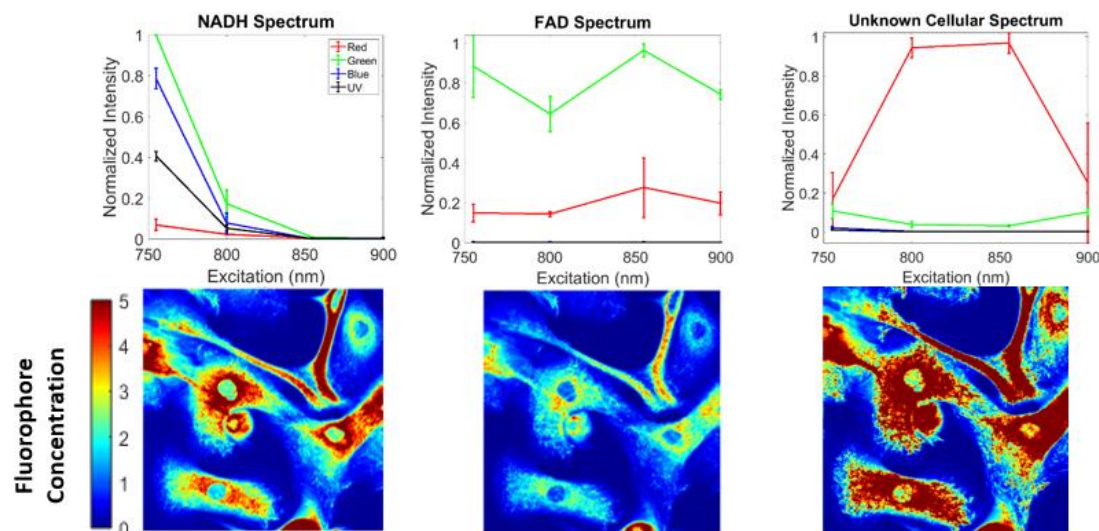 NADH Spectrum
FAD Spectrum
Unknown Cellular Spectrum
1
0.8
0.6
0.4
0.2
0
Normalized Intensity
Red
Green
Blue
UV
750
800
850
900
Excitation (nm)
1
0.8
0.6
0.4
0.2
0
Normalized Intensity
750
800
850
900
Excitation (nm)
1
0.8
0.6
0.4
0.2
0
Normalized Intensity
750
800
850
900
Excitation (nm)
Fluorophore
Concentration
5
4
3
2
1
0